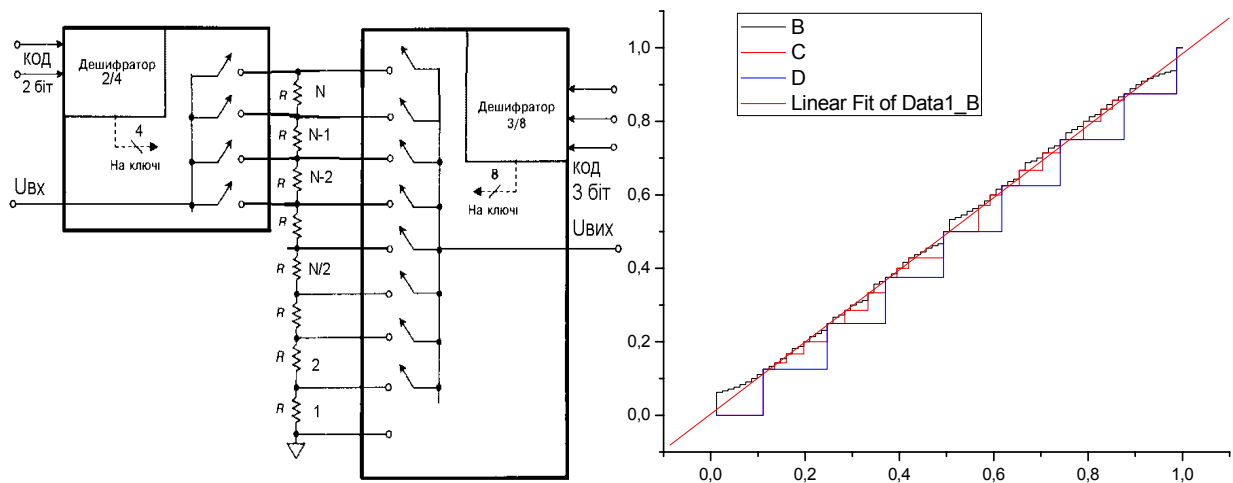 КОД
2 біт
Дешифратор
2/4
4
На ключі
Uвх
R N
R N-1
R N-2
R
R N/2
R
R 2
R 1
Дешифратор
3/8
8
На ключі
КОД
3 біт
Uвих
B
C
D
Linear Fit of Data1_B
1,0
0,8
0,6
0,4
0,2
0,0
0,0 0,2 0,4 0,6 0,8 1,0